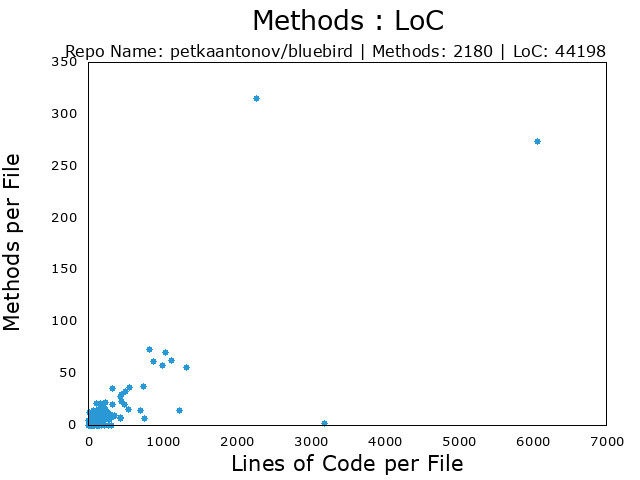 Methods : LoC
Repo Name: petkaantonov/bluebird | Methods: 2180 | LoC: 44198
Methods per File
350
300
250
200
150
100
50
0
0 1000 2000 3000 4000 5000 6000 7000
Lines of Code per File